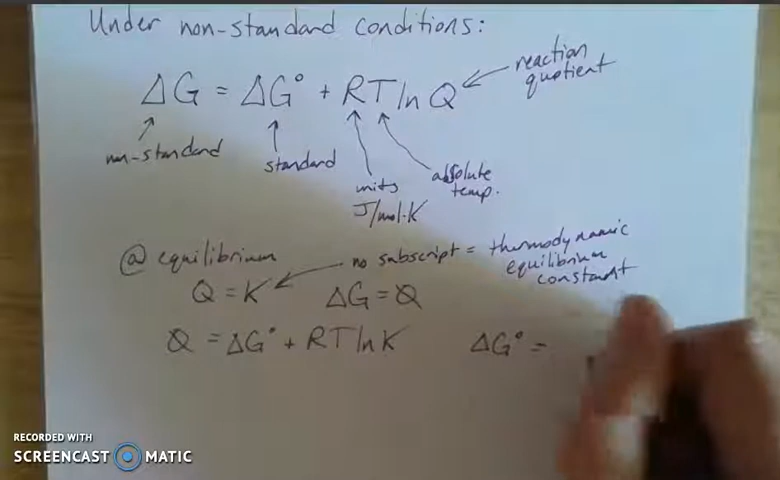 Under non-standard conditions:
ΔG = ΔG° + RT ln Q
reaction
quotient
non-standard
standard
units
J/mol·K
absolute
temp.
@ equilibrium
no subscript = thermodynamic
equilibrium
constant
Q = K
ΔG = 0
0 = ΔG° + RT ln K
ΔG° =
RECORDED WITH
SCREENCAST MATIC